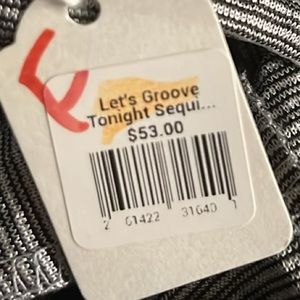 Let's Groove
Tonight Sequi...
$53.00
2 01422 31640 1